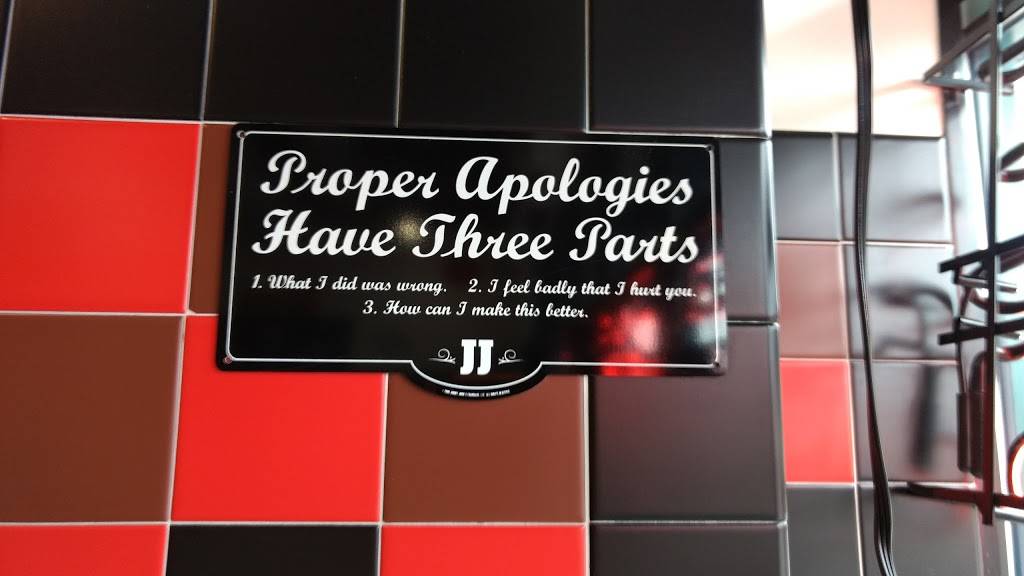 Proper Apologies
Have Three Parts
1. What I did was wrong. 2. I feel badly that I hurt you.
3. How can I make this better.
JJ